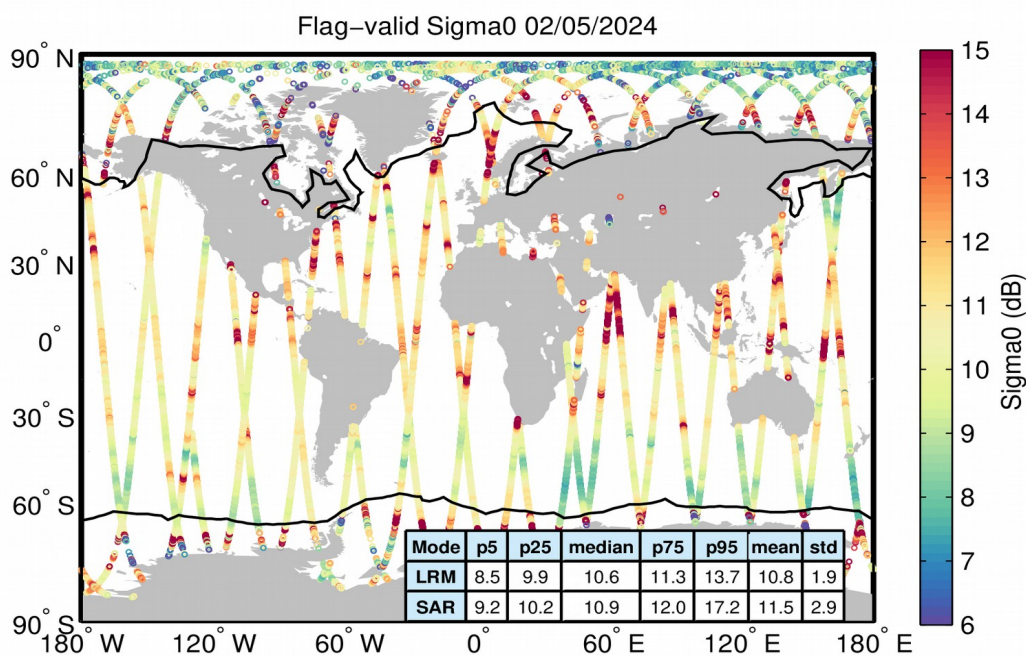 Flag−valid Sigma0 02/05/2024
90° N
60° N
30° N
0°
30° S
60° S
90° S
180° W
120° W
60° W
0°
60° E
120° E
180° E
Mode p5 p25 median p75 p95 mean std
LRM 8.5 9.9 10.6 11.3 13.7 10.8 1.9
SAR 9.2 10.2 10.9 12.0 17.2 11.5 2.9
15
14
13
12
11
10
9
8
7
6
Sigma0 (dB)